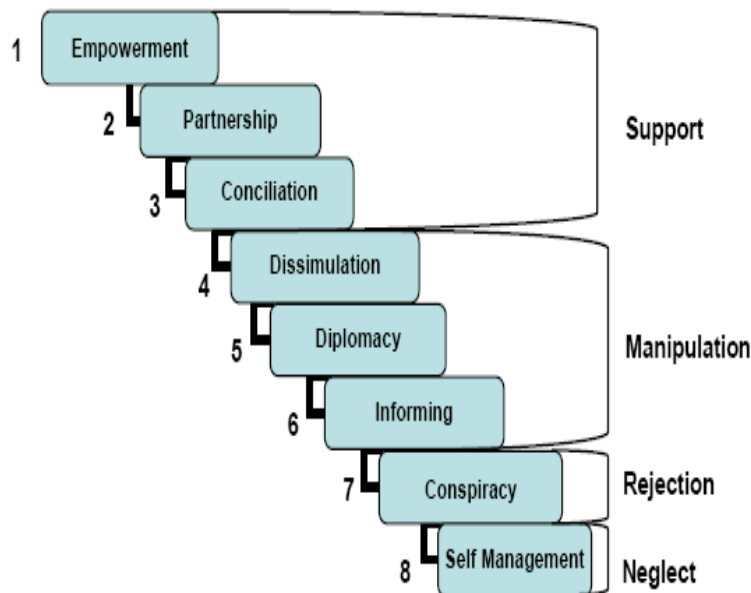 1 Empowerment
2 Partnership
Support
3 Conciliation
4 Dissimulation
5 Diplomacy
Manipulation
6 Informing
7 Conspiracy
Rejection
8 Self Management
Neglect